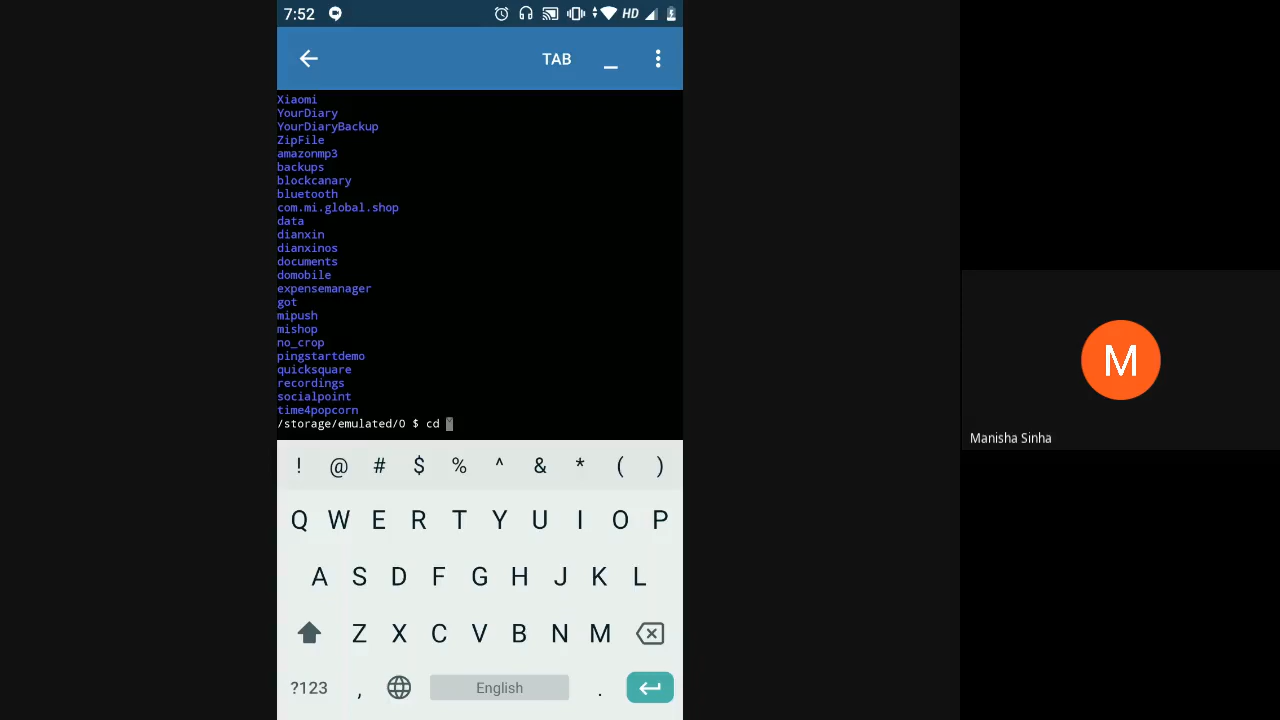 7:52
HD
TAB
_
Xiaomi
YourDiary
YourDiaryBackup
ZipFile
amazonmp3
backups
blockcanary
bluetooth
com.mi.global.shop
data
dianxin
dianxinos
documents
domobile
expensemanager
got
mipush
mishop
no_crop
pingstartdemo
quicksquare
recordings
socialpoint
time4popcorn
/storage/emulated/0 $ cd
! @ # $ % ^ & * ( )
Q W E R T Y U I O P
A S D F G H J K L
Z X C V B N M
?123 , English .
M
Manisha Sinha